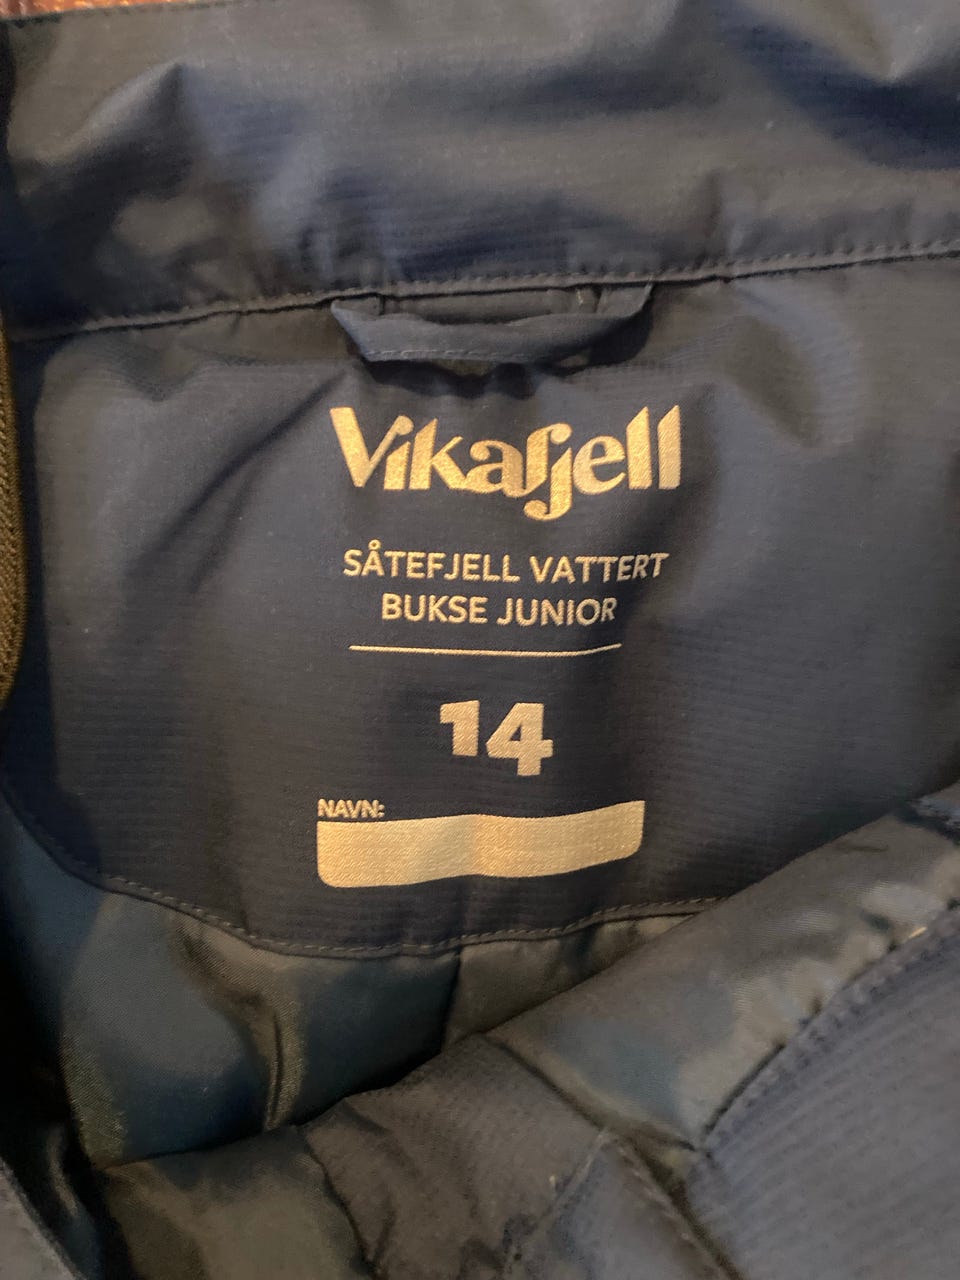 Vikafjell
SÅTEFJELL VATTERT
BUKSE JUNIOR
14
NAVN: